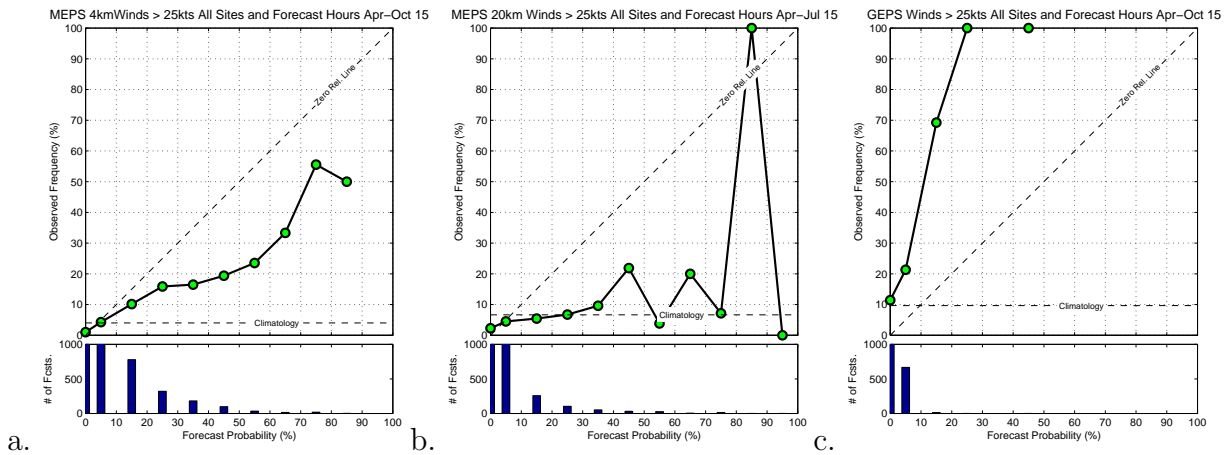 MEPS 4kmWinds > 25kts All Sites and Forecast Hours Apr−Oct 15
100
90
80
70
60
50
40
30
20
10
0
Observed Frequency (%)
Zero Rel. Line
Climatology
1000
500
0
# of Fcsts.
0 10 20 30 40 50 60 70 80 90 100
Forecast Probability (%)
a.
MEPS 20km Winds > 25kts All Sites and Forecast Hours Apr−Jul 15
100
90
80
70
60
50
40
30
20
10
0
Observed Frequency (%)
Zero Rel. Line
Climatology
1000
500
0
# of Fcsts.
0 10 20 30 40 50 60 70 80 90 100
Forecast Probability (%)
b.
GEPS Winds > 25kts All Sites and Forecast Hours Apr−Oct 15
100
90
80
70
60
50
40
30
20
10
0
Observed Frequency (%)
Zero Rel. Line
Climatology
1000
500
0
# of Fcsts.
0 10 20 30 40 50 60 70 80 90 100
Forecast Probability (%)
c.